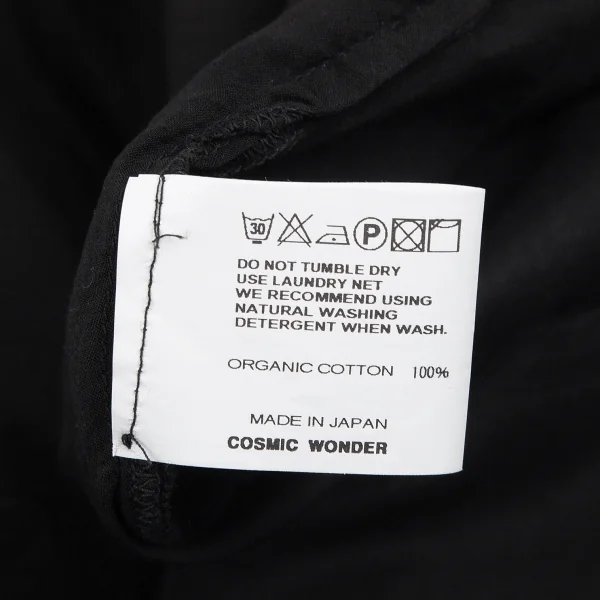 30 P
DO NOT TUMBLE DRY
USE LAUNDRY NET
WE RECOMMEND USING
NATURAL WASHING
DETERGENT WHEN WASH.
ORGANIC COTTON 100%
MADE IN JAPAN
COSMIC WONDER